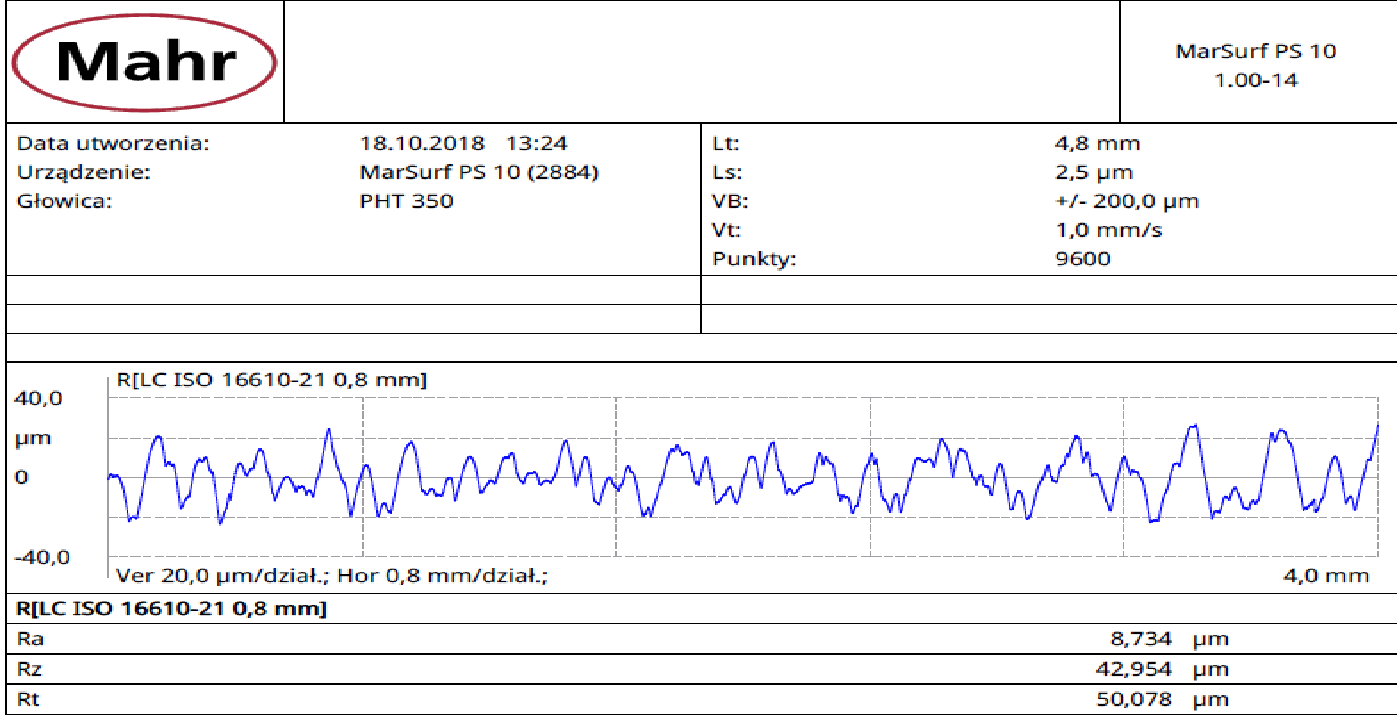 Mahr
MarSurf PS 10
1.00-14
Data utworzenia: 18.10.2018 13:24
Urządzenie: MarSurf PS 10 (2884)
Głowica: PHT 350
Lt: 4,8 mm
Ls: 2,5 µm
VB: +/- 200,0 µm
Vt: 1,0 mm/s
Punkty: 9600
R[LC ISO 16610-21 0,8 mm]
40,0
µm
0
-40,0
Ver 20,0 µm/dział.; Hor 0,8 mm/dział.; 4,0 mm
R[LC ISO 16610-21 0,8 mm]
Ra 8,734 µm
Rz 42,954 µm
Rt 50,078 µm